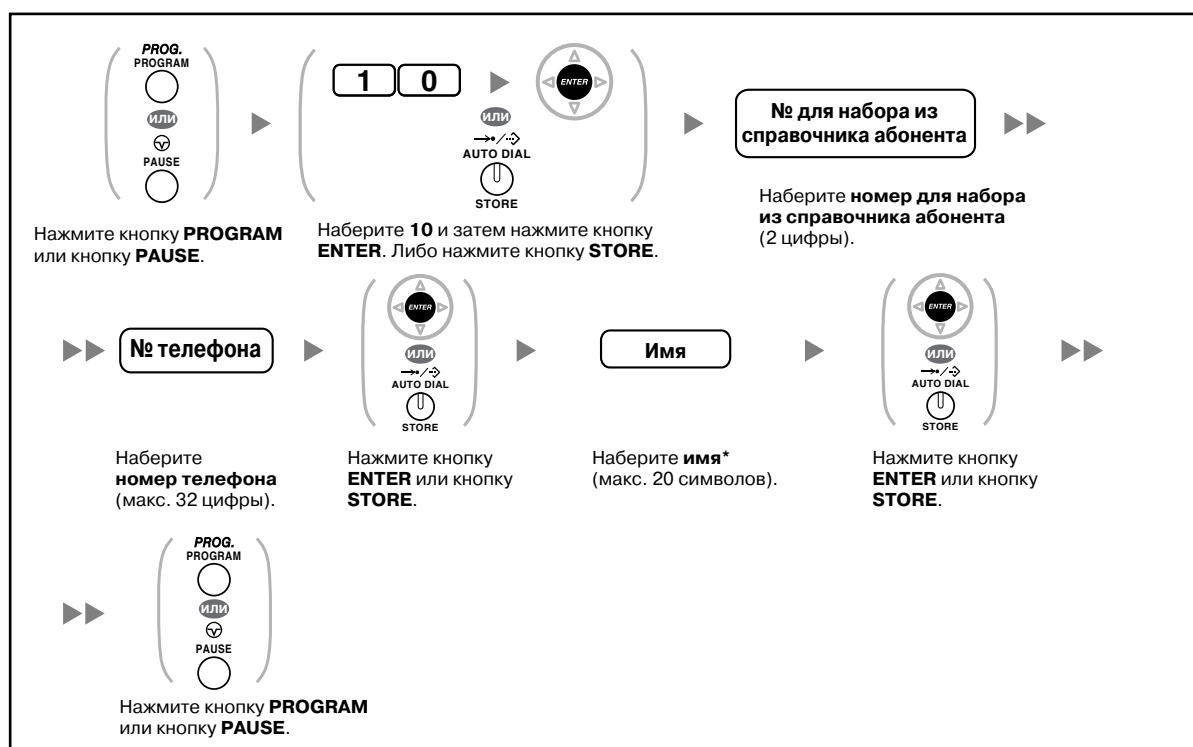 PROG.
PROGRAM
или
PAUSE
Нажмите кнопку PROGRAM
или кнопку PAUSE.
1 0
ENTER
или
AUTO DIAL
STORE
Наберите 10 и затем нажмите кнопку
ENTER. Либо нажмите кнопку STORE.
№ для набора из
справочника абонента
Наберите номер для набора
из справочника абонента
(2 цифры).
№ телефона
Наберите
номер телефона
(макс. 32 цифры).
ENTER
или
AUTO DIAL
STORE
Нажмите кнопку
ENTER или кнопку
STORE.
Имя
Наберите имя*
(макс. 20 символов).
ENTER
или
AUTO DIAL
STORE
Нажмите кнопку
ENTER или кнопку
STORE.
PROG.
PROGRAM
или
PAUSE
Нажмите кнопку PROGRAM
или кнопку PAUSE.